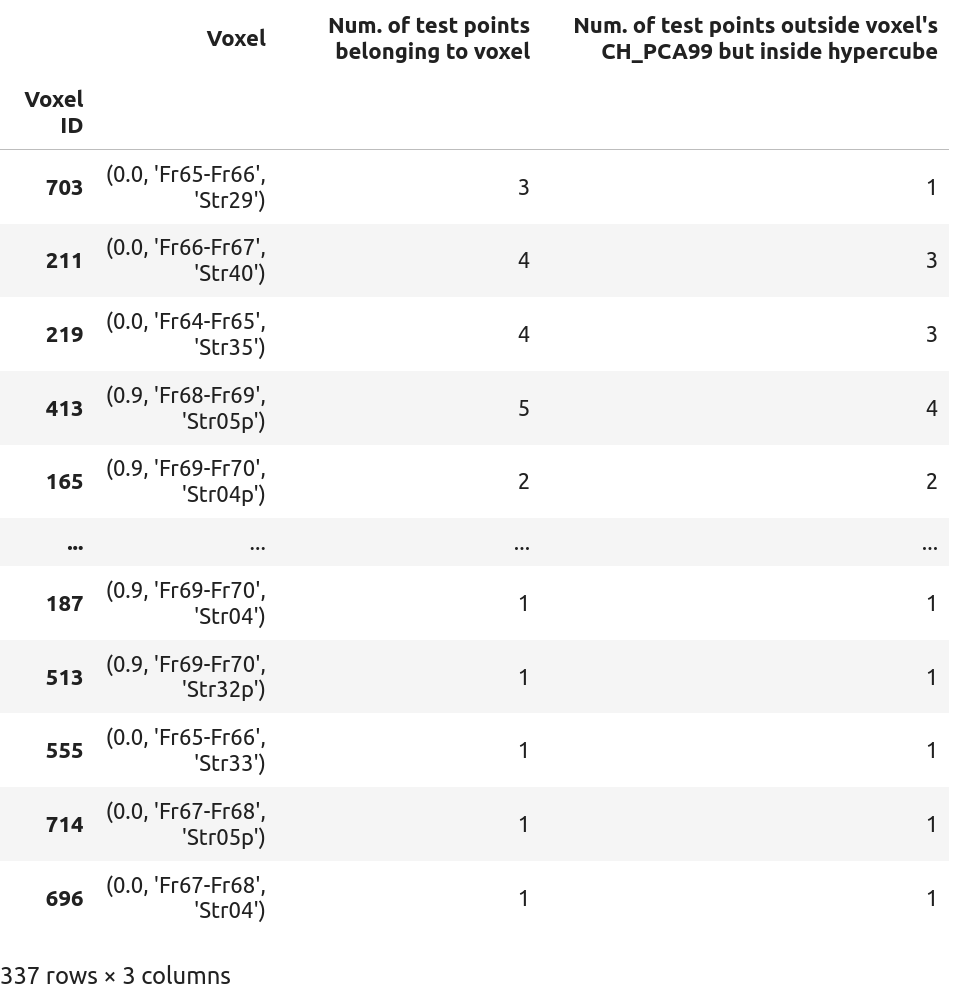 Voxel Num. of test points belonging to voxel Num. of test points outside voxel's CH_PCA99 but inside hypercube
Voxel ID
703 (0.0, 'Fr65-Fr66', 'Str29') 3 1
211 (0.0, 'Fr66-Fr67', 'Str40') 4 3
219 (0.0, 'Fr64-Fr65', 'Str35') 4 3
413 (0.9, 'Fr68-Fr69', 'Str05p') 5 4
165 (0.9, 'Fr69-Fr70', 'Str04p') 2 2
... ... ... ...
187 (0.9, 'Fr69-Fr70', 'Str04') 1 1
513 (0.9, 'Fr69-Fr70', 'Str32p') 1 1
555 (0.0, 'Fr65-Fr66', 'Str33') 1 1
714 (0.0, 'Fr67-Fr68', 'Str05p') 1 1
696 (0.0, 'Fr67-Fr68', 'Str04') 1 1
337 rows × 3 columns